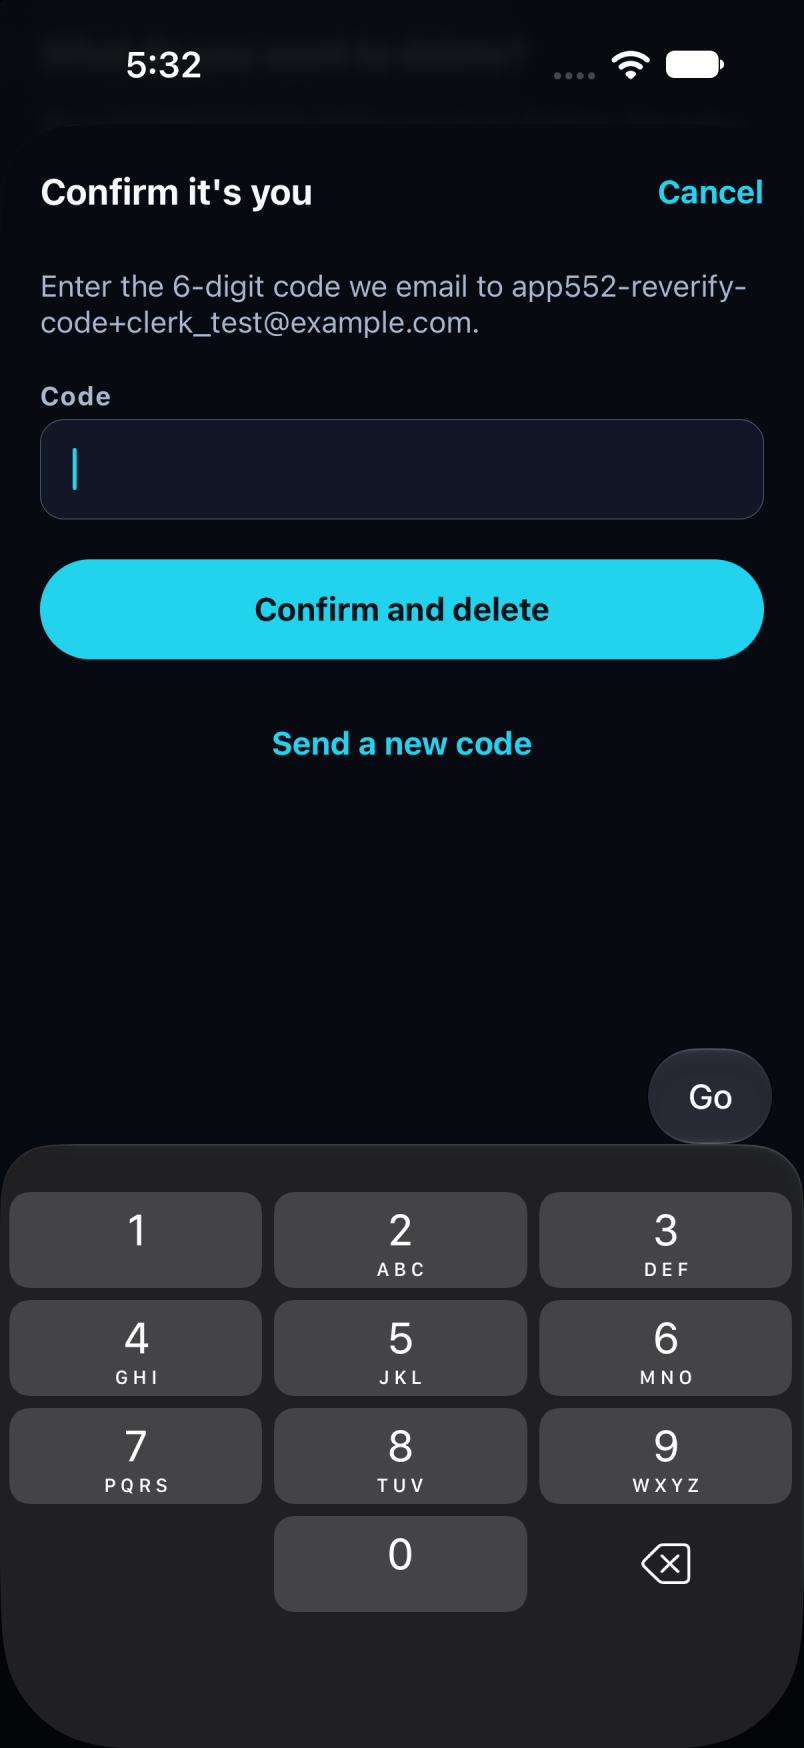 5:32
Confirm it's you
Cancel
Enter the 6-digit code we email to app552-reverify-
code+clerk_test@example.com.
Code
Confirm and delete
Send a new code
Go
1
2
ABC
3
DEF
4
GHI
5
JKL
6
MNO
7
PQRS
8
TUV
9
WXYZ
0